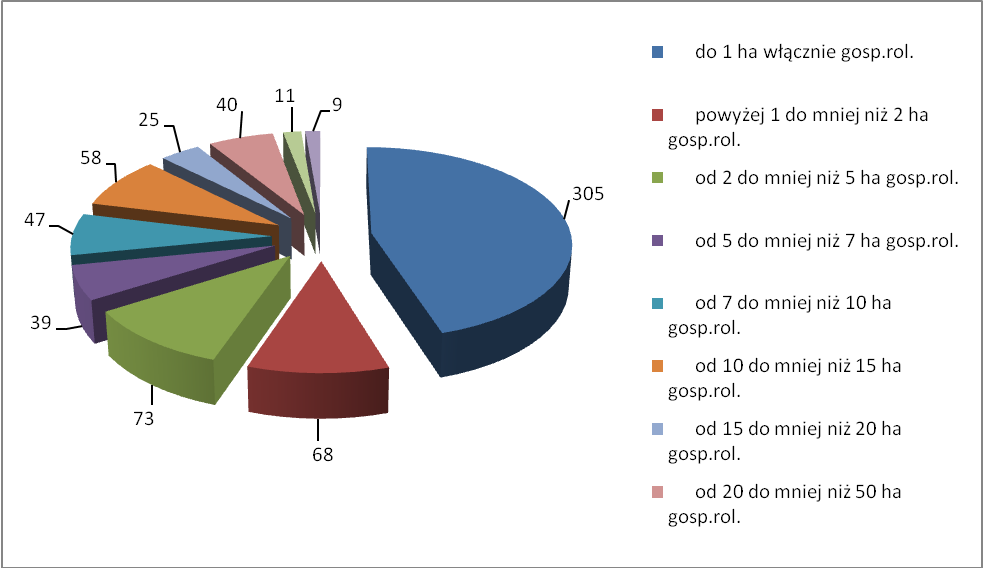 305
68
73
39
47
58
25
40
11
9
do 1 ha włącznie gosp.rol.
powyżej 1 do mniej niż 2 ha
gosp.rol.
od 2 do mniej niż 5 ha gosp.rol.
od 5 do mniej niż 7 ha gosp.rol.
od 7 do mniej niż 10 ha
gosp.rol.
od 10 do mniej niż 15 ha
gosp.rol.
od 15 do mniej niż 20 ha
gosp.rol.
od 20 do mniej niż 50 ha
gosp.rol.